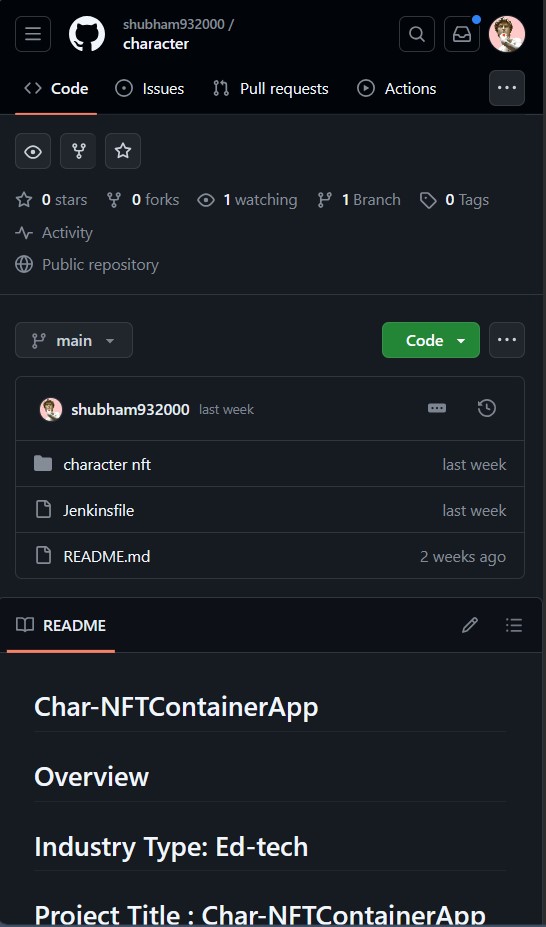 shubham932000 /
character
Code Issues Pull requests Actions
0 stars 0 forks 1 watching 1 Branch 0 Tags
Activity
Public repository
main Code
shubham932000 last week
character nft last week
Jenkinsfile last week
README.md 2 weeks ago
README
Char-NFTContainerApp
Overview
Industry Type: Ed-tech
Project Title : Char-NFTContainerApp